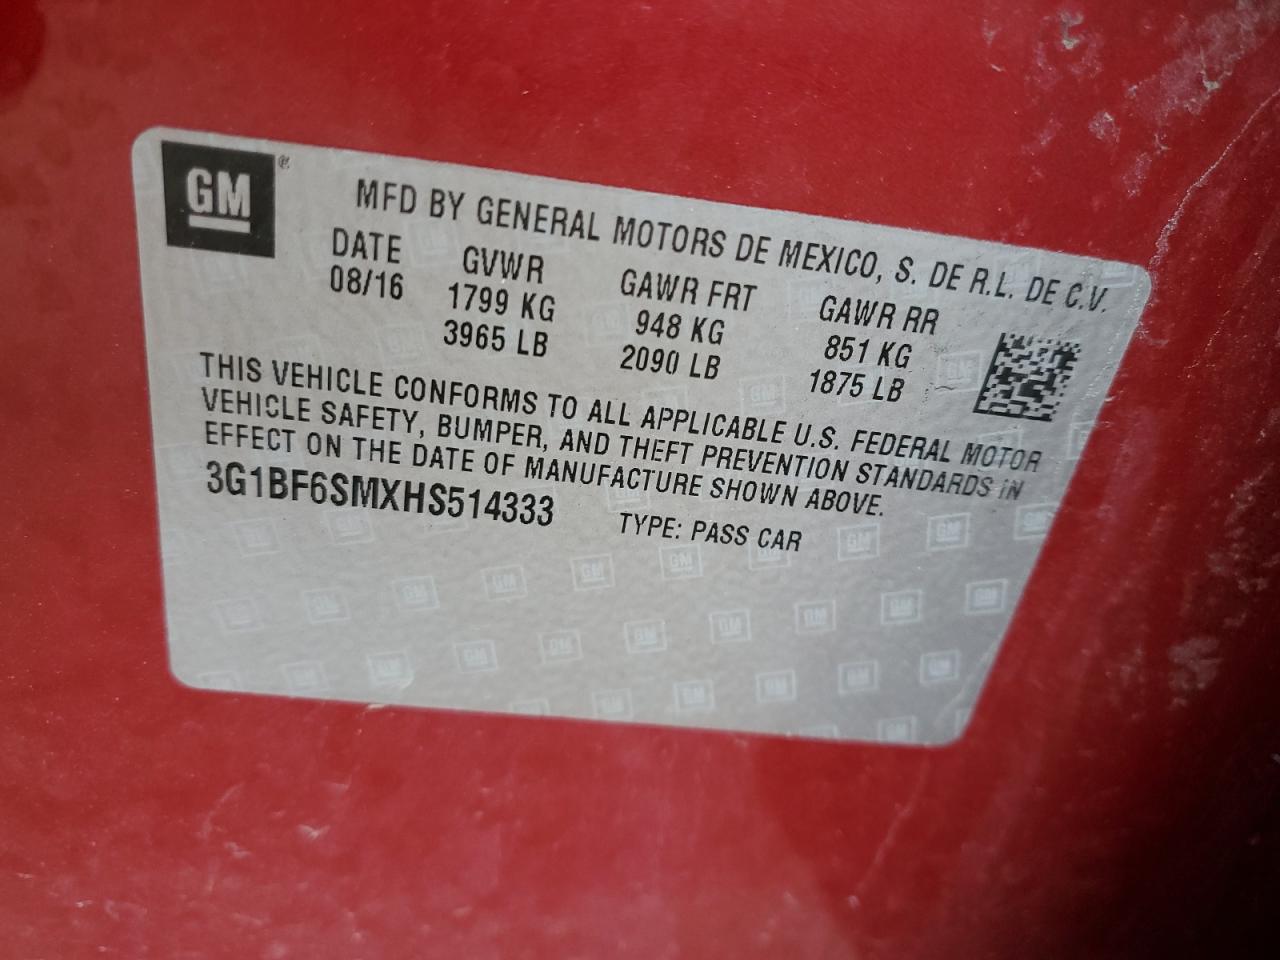 GM®
MFD BY GENERAL MOTORS DE MEXICO, S. DE R.L. DE C.V.
DATE GVWR GAWR FRT GAWR RR
08/16 1799 KG 948 KG 851 KG
3965 LB 2090 LB 1875 LB
THIS VEHICLE CONFORMS TO ALL APPLICABLE U.S. FEDERAL MOTOR
VEHICLE SAFETY, BUMPER, AND THEFT PREVENTION STANDARDS IN
EFFECT ON THE DATE OF MANUFACTURE SHOWN ABOVE.
3G1BF6SMXHS514333 TYPE: PASS CAR